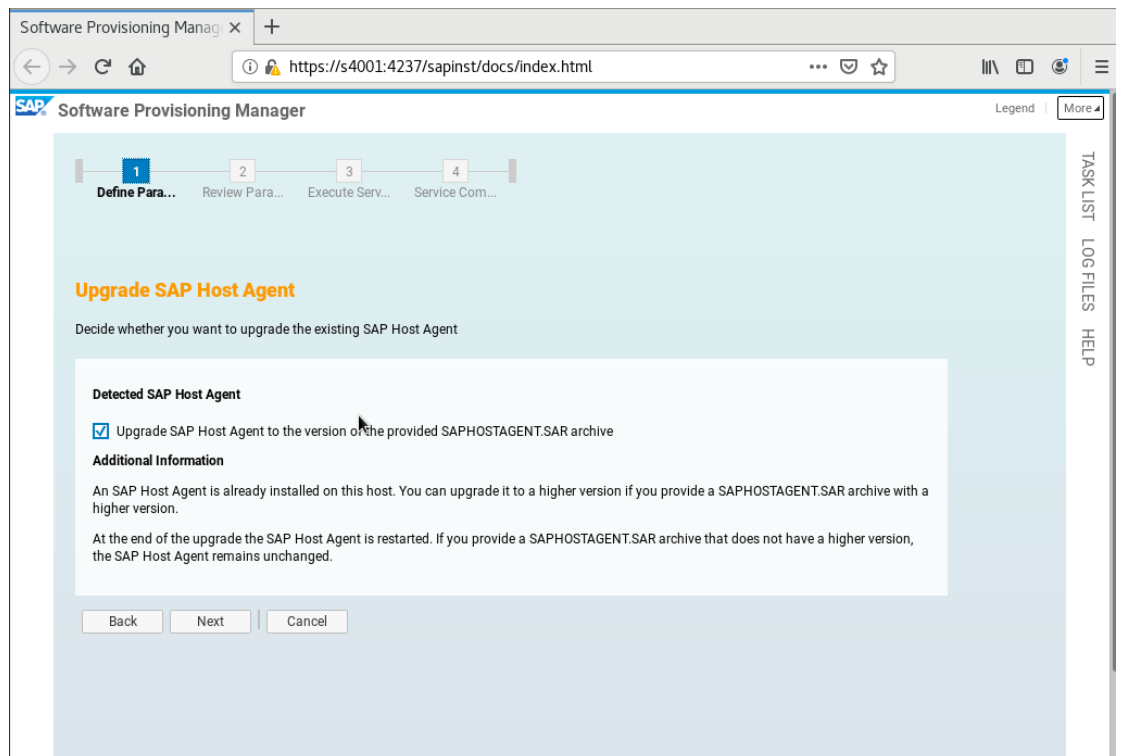 Software Provisioning Manag
https://s4001:4237/sapinst/docs/index.html
SAP Software Provisioning Manager
Legend
More
1
2
3
4
Define Para...
Review Para...
Execute Serv...
Service Com...
TASK LIST
LOG FILES
HELP
Upgrade SAP Host Agent
Decide whether you want to upgrade the existing SAP Host Agent
Detected SAP Host Agent
Upgrade SAP Host Agent to the version of the provided SAPHOSTAGENT.SAR archive
Additional Information
An SAP Host Agent is already installed on this host. You can upgrade it to a higher version if you provide a SAPHOSTAGENT.SAR archive with a
higher version.
At the end of the upgrade the SAP Host Agent is restarted. If you provide a SAPHOSTAGENT.SAR archive that does not have a higher version,
the SAP Host Agent remains unchanged.
Back
Next
Cancel